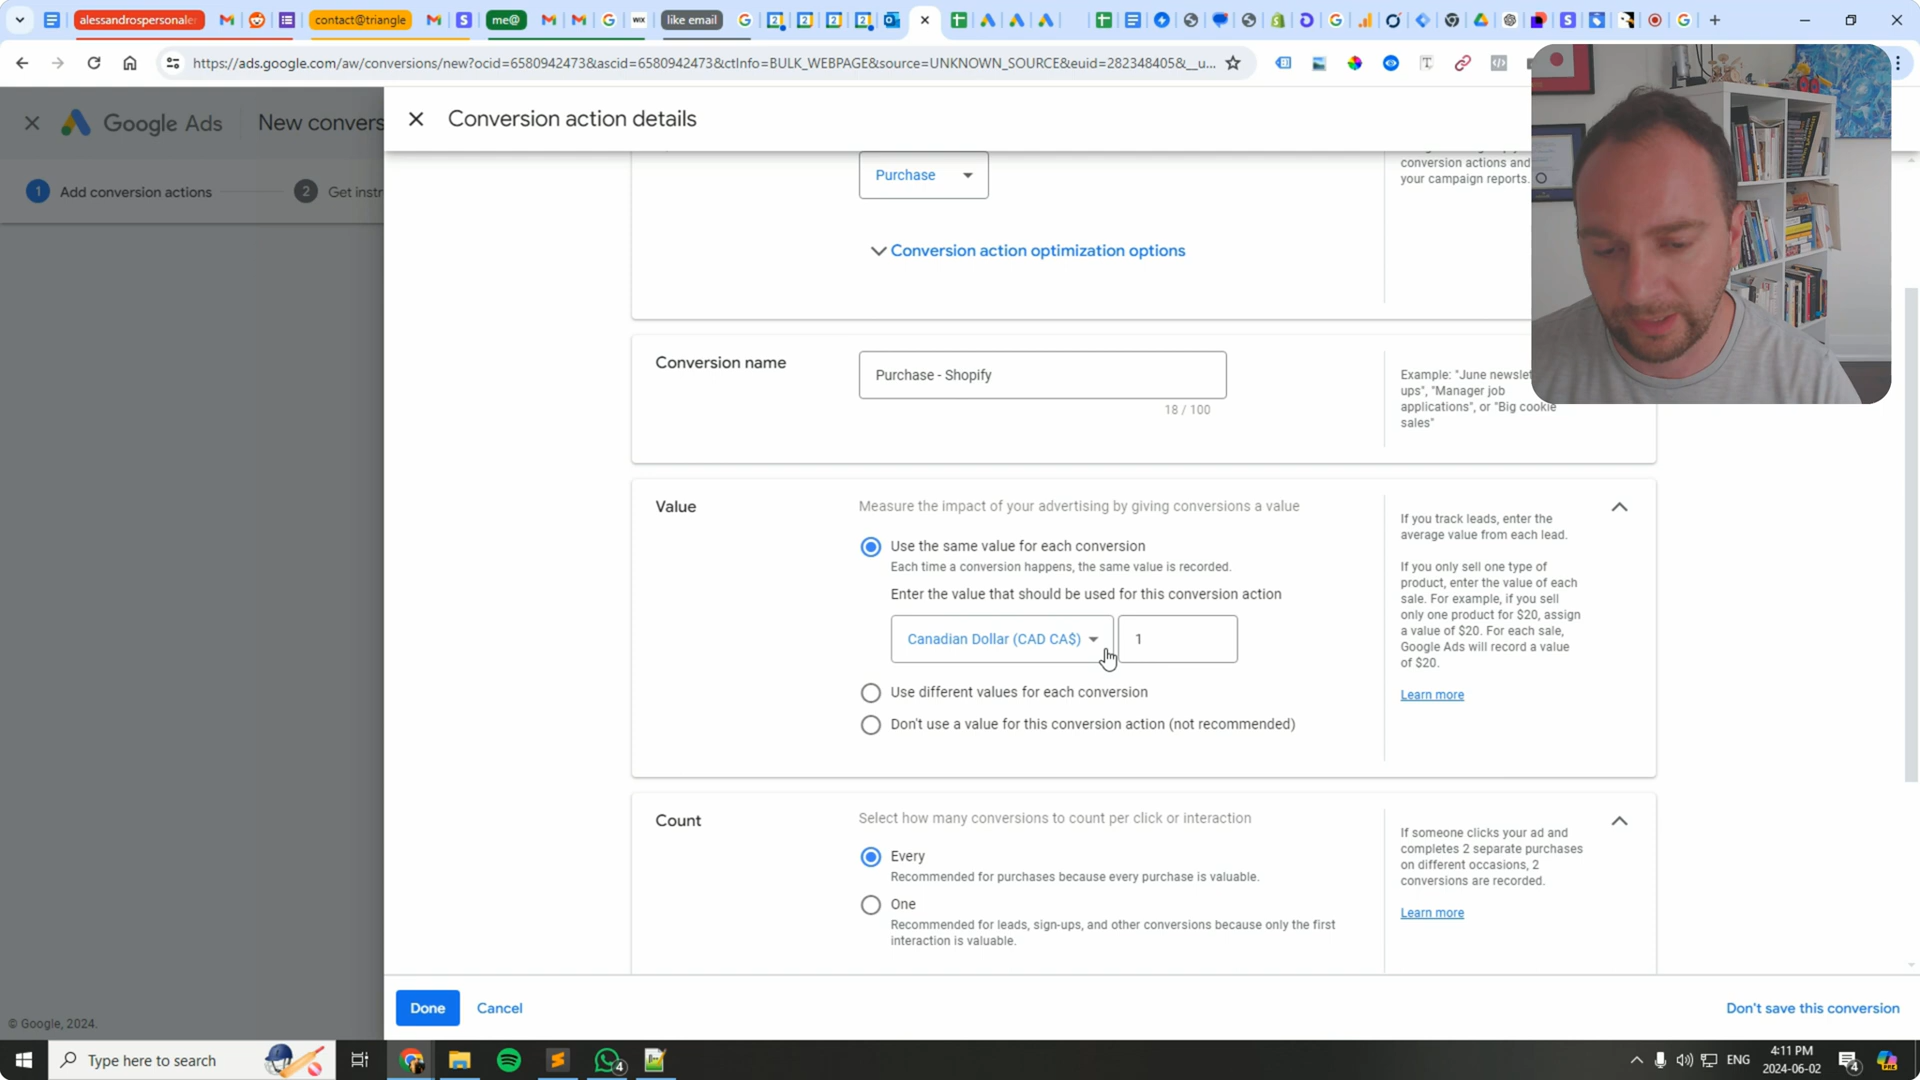 alessandrospersonale
contact@triangle
me@
WIX
like email
https://ads.google.com/aw/conversions/new?ocid=6580942473&ascid=6580942473&ctInfo=BULK_WEBPAGE&source=UNKNOWN_SOURCE&euid=282348405&__u...
Google Ads
New convers
1 Add conversion actions
2 Get instr
Conversion action details
Purchase
conversion actions and
your campaign reports.
Conversion action optimization options
Conversion name
Purchase - Shopify
18 / 100
Example: "June newslet
ups", "Manager job
applications", or "Big cookie
sales"
Value
Measure the impact of your advertising by giving conversions a value
Use the same value for each conversion
Each time a conversion happens, the same value is recorded.
Enter the value that should be used for this conversion action
Canadian Dollar (CAD CA$)
1
Use different values for each conversion
Don't use a value for this conversion action (not recommended)
If you track leads, enter the
average value from each lead.
If you only sell one type of
product, enter the value of each
sale. For example, if you sell
only one product for $20, assign
a value of $20. For each sale,
Google Ads will record a value
of $20.
Learn more
Count
Select how many conversions to count per click or interaction
Every
Recommended for purchases because every purchase is valuable.
One
Recommended for leads, sign-ups, and other conversions because only the first
interaction is valuable.
If someone clicks your ad and
completes 2 separate purchases
on different occasions, 2
conversions are recorded.
Learn more
Done
Cancel
Don't save this conversion
© Google, 2024.
Type here to search
4
ENG
4:11 PM
2024-06-02
4